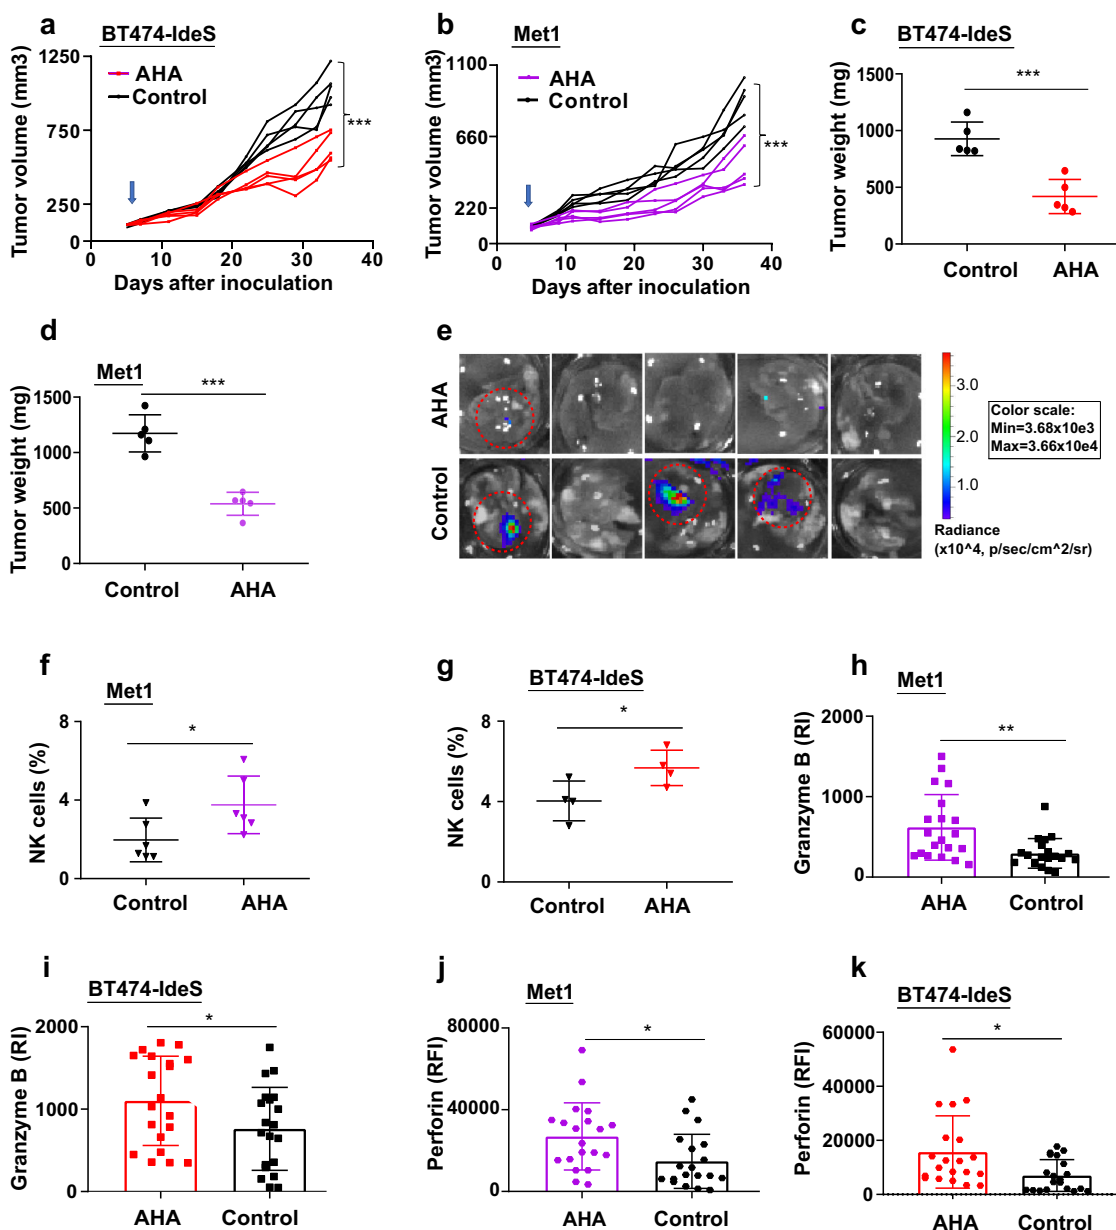 a
BT474-IdeS
Tumor volume (mm3)
1250
750
250
0
AHA
Control
***
0 10 20 30 40
Days after inoculation
b
Met1
Tumor volume (mm3)
1100
660
220
0
AHA
Control
***
0 10 20 30 40
Days after inoculation
c
BT474-IdeS
Tumor weight (mg)
1500
1000
500
0
***
Control AHA
d
Met1
Tumor weight (mg)
1500
1000
500
0
***
Control AHA
e
AHA
Control
3.0
2.0
1.0
Color scale:
Min=3.68x10e3
Max=3.66x10e4
Radiance
(x10^4, p/sec/cm^2/sr)
f
Met1
NK cells (%)
8
4
0
*
Control AHA
g
BT474-IdeS
NK cells (%)
8
4
0
*
Control AHA
h
Met1
Granzyme B (RI)
2000
1000
0
**
AHA Control
i
BT474-IdeS
Granzyme B (RI)
2000
1000
0
*
AHA Control
j
Met1
Perforin (RFI)
80000
40000
0
*
AHA Control
k
BT474-IdeS
Perforin (RFI)
60000
40000
20000
0
*
AHA Control